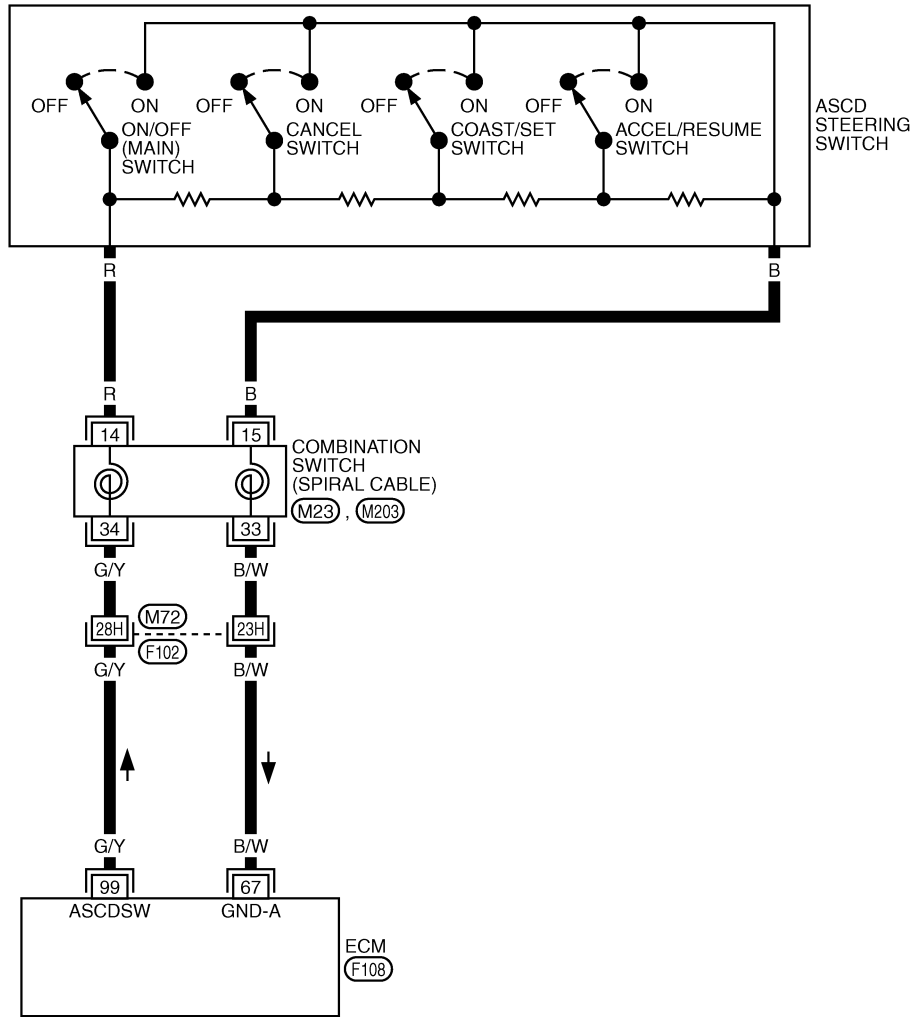 OFF ON OFF ON OFF ON OFF ON
ON/OFF
(MAIN)
SWITCH
CANCEL
SWITCH
COAST/SET
SWITCH
ACCEL/RESUME
SWITCH
ASCD
STEERING
SWITCH
R B
R B
14 15
COMBINATION
SWITCH
(SPIRAL CABLE)
M23 , M203
34 33
G/Y B/W
M72
28H 23H
F102
G/Y B/W
G/Y B/W
99 67
ASCDSW GND-A
ECM
F108